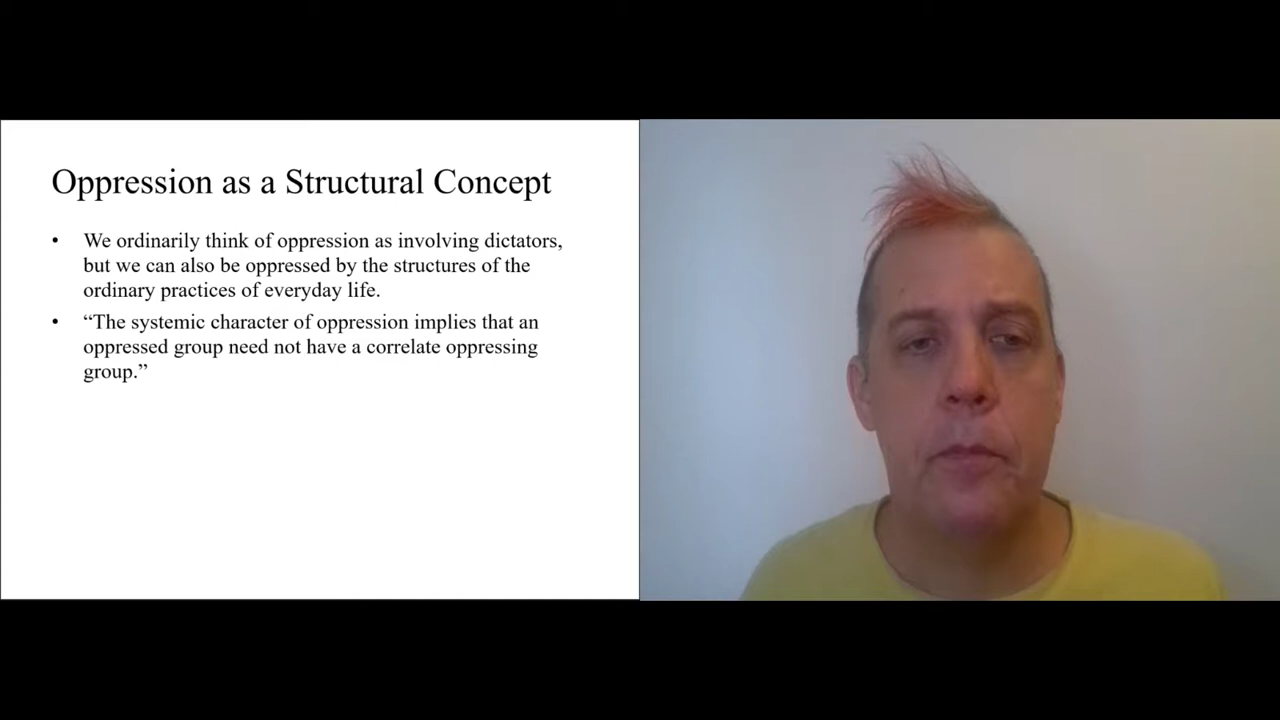 Oppression as a Structural Concept
• We ordinarily think of oppression as involving dictators,
but we can also be oppressed by the structures of the
ordinary practices of everyday life.
• “The systemic character of oppression implies that an
oppressed group need not have a correlate oppressing
group.”